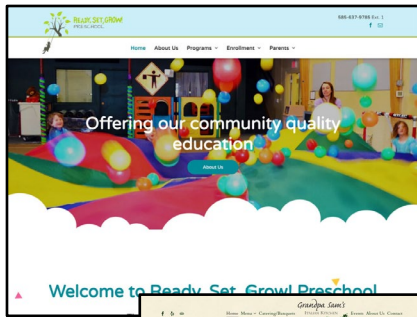 READY, SET, GROW!
PRESCHOOL
585-637-9785 Ext. 1
Home About Us Programs Enrollment Parents
Offering our community quality
education
About Us
Welcome to Ready, Set, Grow! Preschool
Grandpa Sam's
ITALIAN KITCHEN
Home Menu Catering/Banquets Events About Us Contact